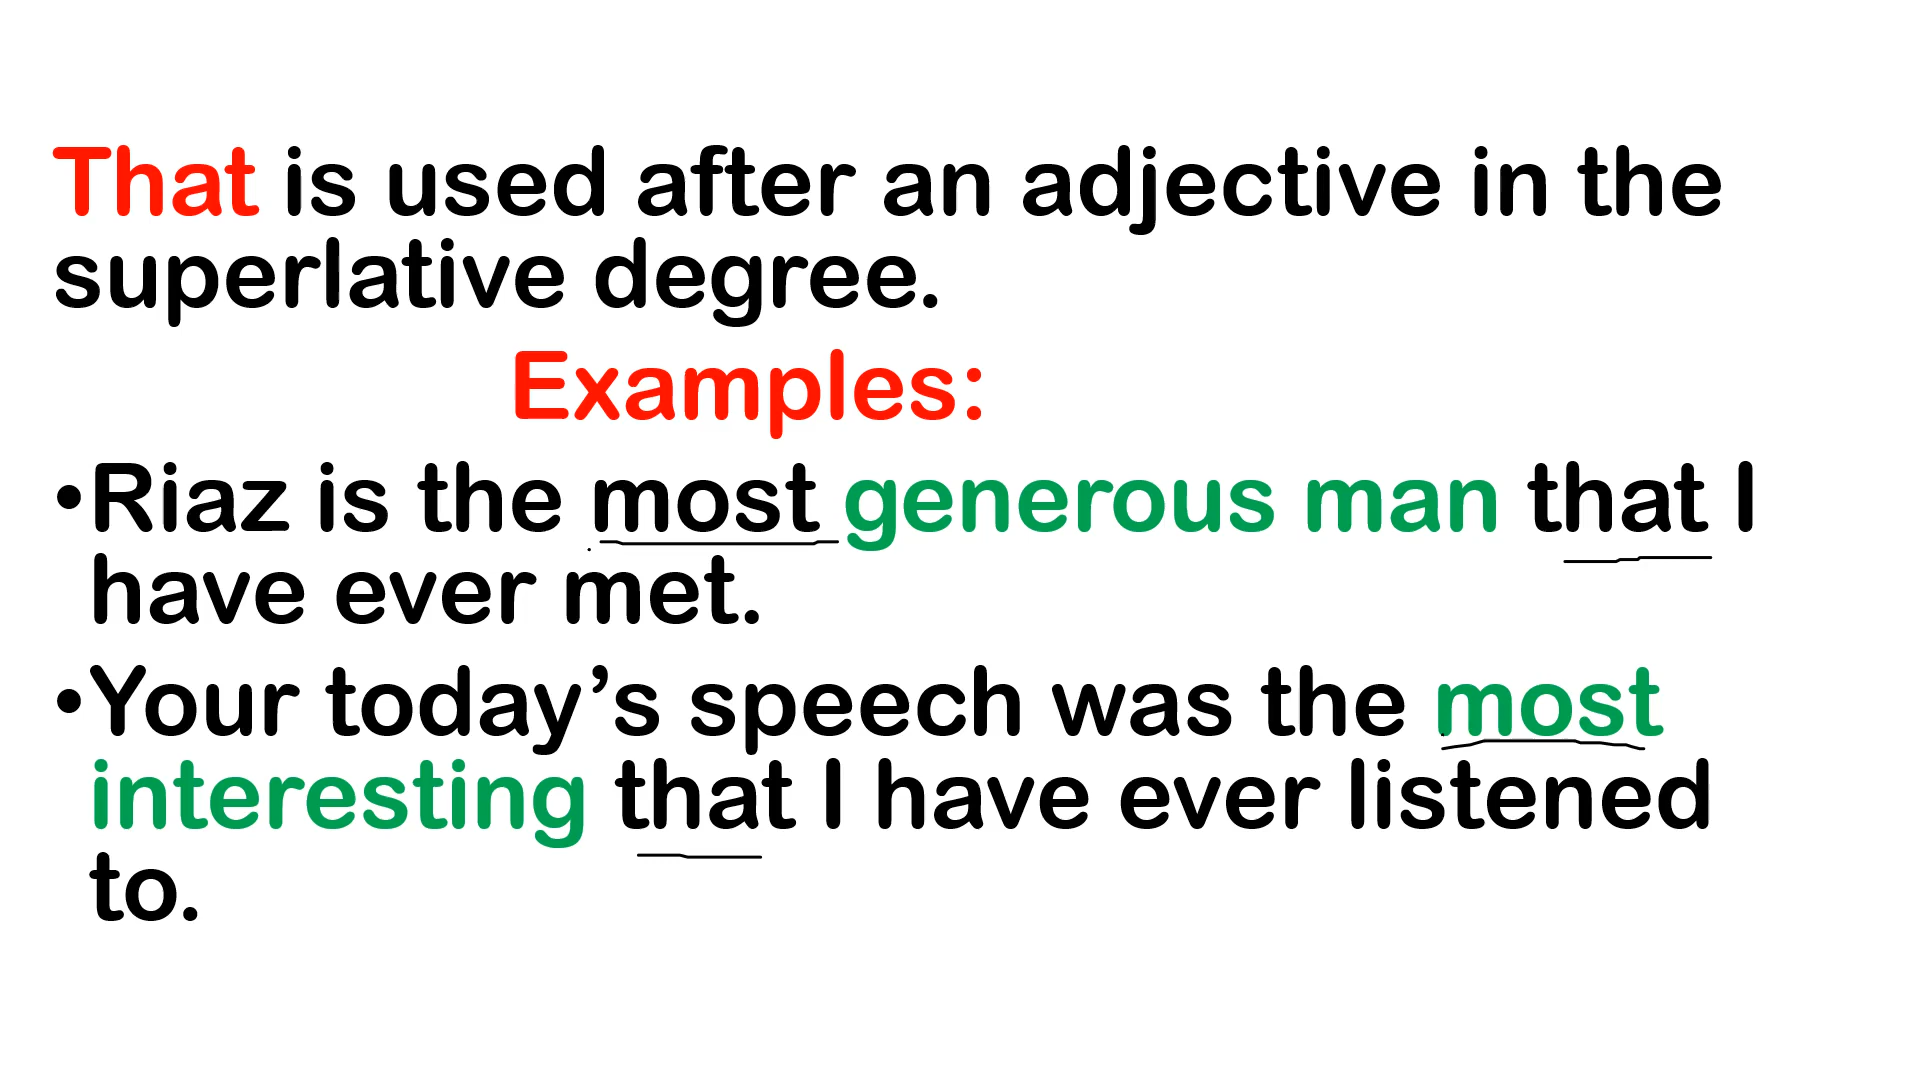 That is used after an adjective in the
superlative degree.
Examples:
•Riaz is the most generous man that I
have ever met.
•Your today’s speech was the most
interesting that I have ever listened
to.